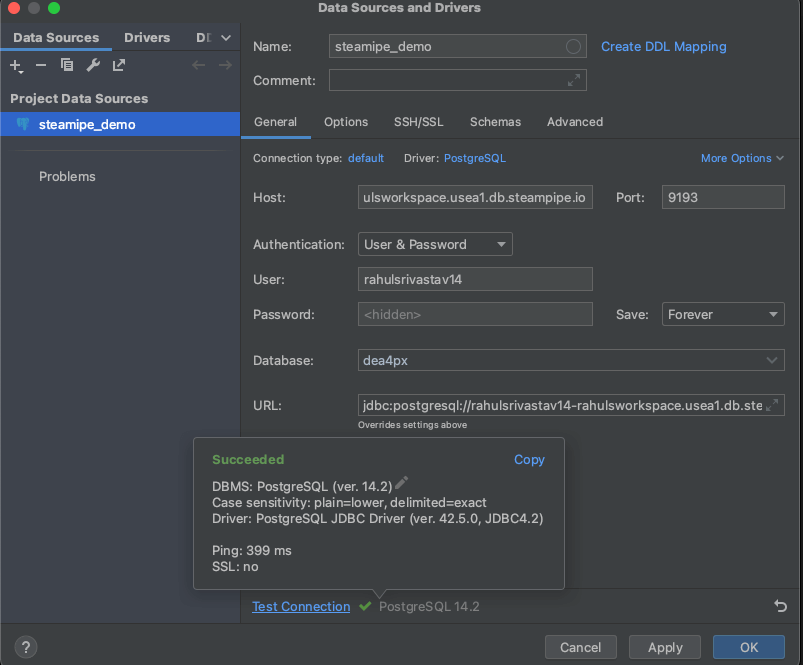 Data Sources and Drivers
Data Sources Drivers DD
Name: steamipe_demo Create DDL Mapping
Comment:
Project Data Sources
steamipe_demo
Problems
General Options SSH/SSL Schemas Advanced
Connection type: default Driver: PostgreSQL More Options
Host: ulsworkspace.usea1.db.steampipe.io Port: 9193
Authentication: User & Password
User: rahulsrivastav14
Password: <hidden> Save: Forever
Database: dea4px
URL: jdbc:postgresql://rahulsrivastav14-rahulsworkspace.usea1.db.ste
Overrides settings above
Succeeded Copy
DBMS: PostgreSQL (ver. 14.2)
Case sensitivity: plain=lower, delimited=exact
Driver: PostgreSQL JDBC Driver (ver. 42.5.0, JDBC4.2)
Ping: 399 ms
SSL: no
Test Connection PostgreSQL 14.2
? Cancel Apply OK